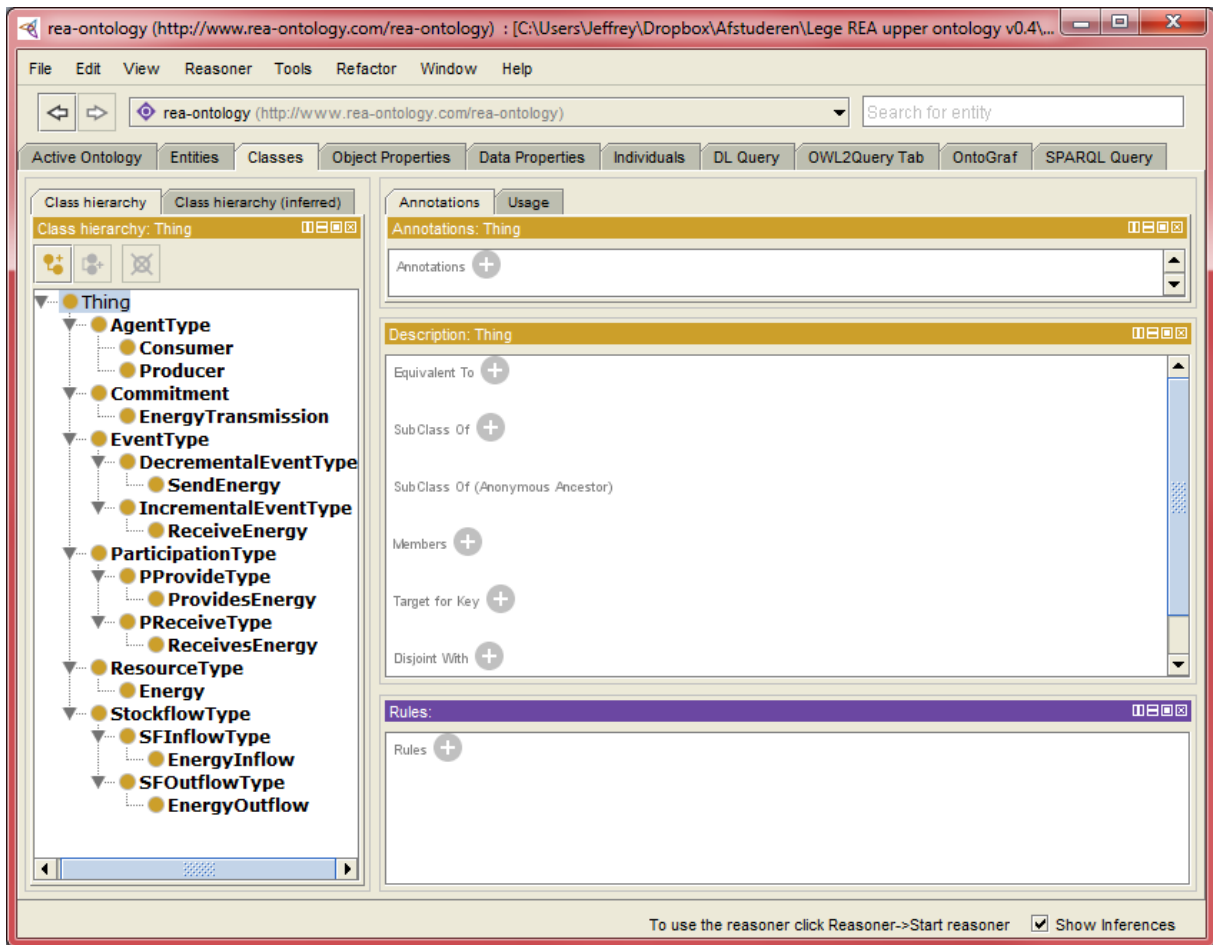 rea-ontology (http://www.rea-ontology.com/rea-ontology) : [C:\Users\Jeffrey\Dropbox\Afstuderen\Lege REA upper ontology v0.4\...
File Edit View Reasoner Tools Refactor Window Help
rea-ontology (http://www.rea-ontology.com/rea-ontology) Search for entity
Active Ontology Entities Classes Object Properties Data Properties Individuals DL Query OWL2Query Tab OntoGraf SPARQL Query
Class hierarchy Class hierarchy (inferred)
Class hierarchy: Thing
Thing
AgentType
Consumer
Producer
Commitment
EnergyTransmission
EventType
DecrementalEventType
SendEnergy
IncrementalEventType
ReceiveEnergy
ParticipationType
PProvideType
ProvidesEnergy
PReceiveType
ReceivesEnergy
ResourceType
Energy
StockflowType
SFInflowType
EnergyInflow
SFOutflowType
EnergyOutflow
Annotations Usage
Annotations: Thing
Annotations
Description: Thing
Equivalent To
SubClass Of
SubClass Of (Anonymous Ancestor)
Members
Target for Key
Disjoint With
Rules:
Rules
To use the reasoner click Reasoner->Start reasoner Show Inferences